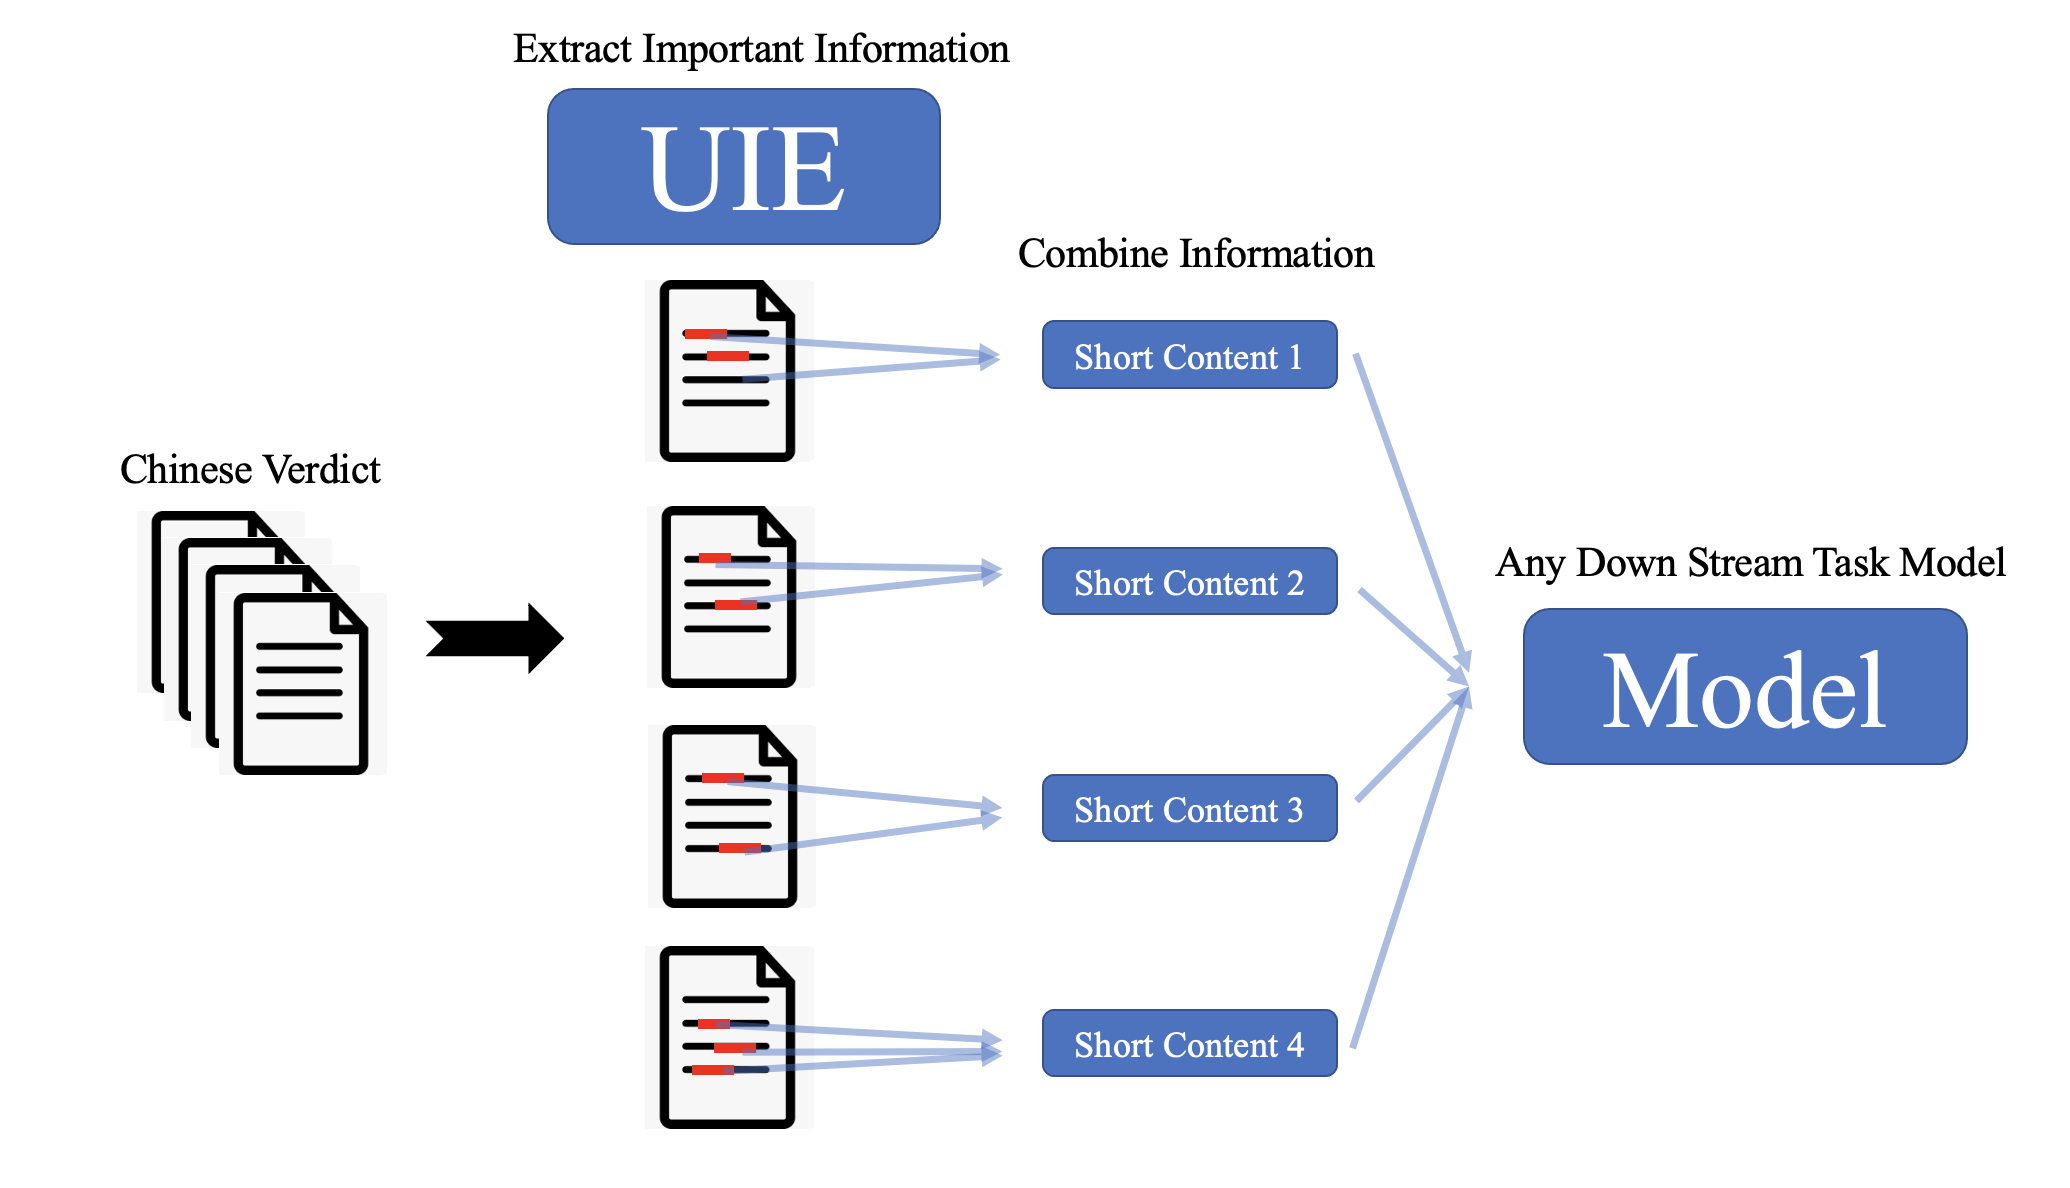 Extract Important Information
UIE
Combine Information
Short Content 1
Chinese Verdict
Short Content 2
Any Down Stream Task Model
Model
Short Content 3
Short Content 4